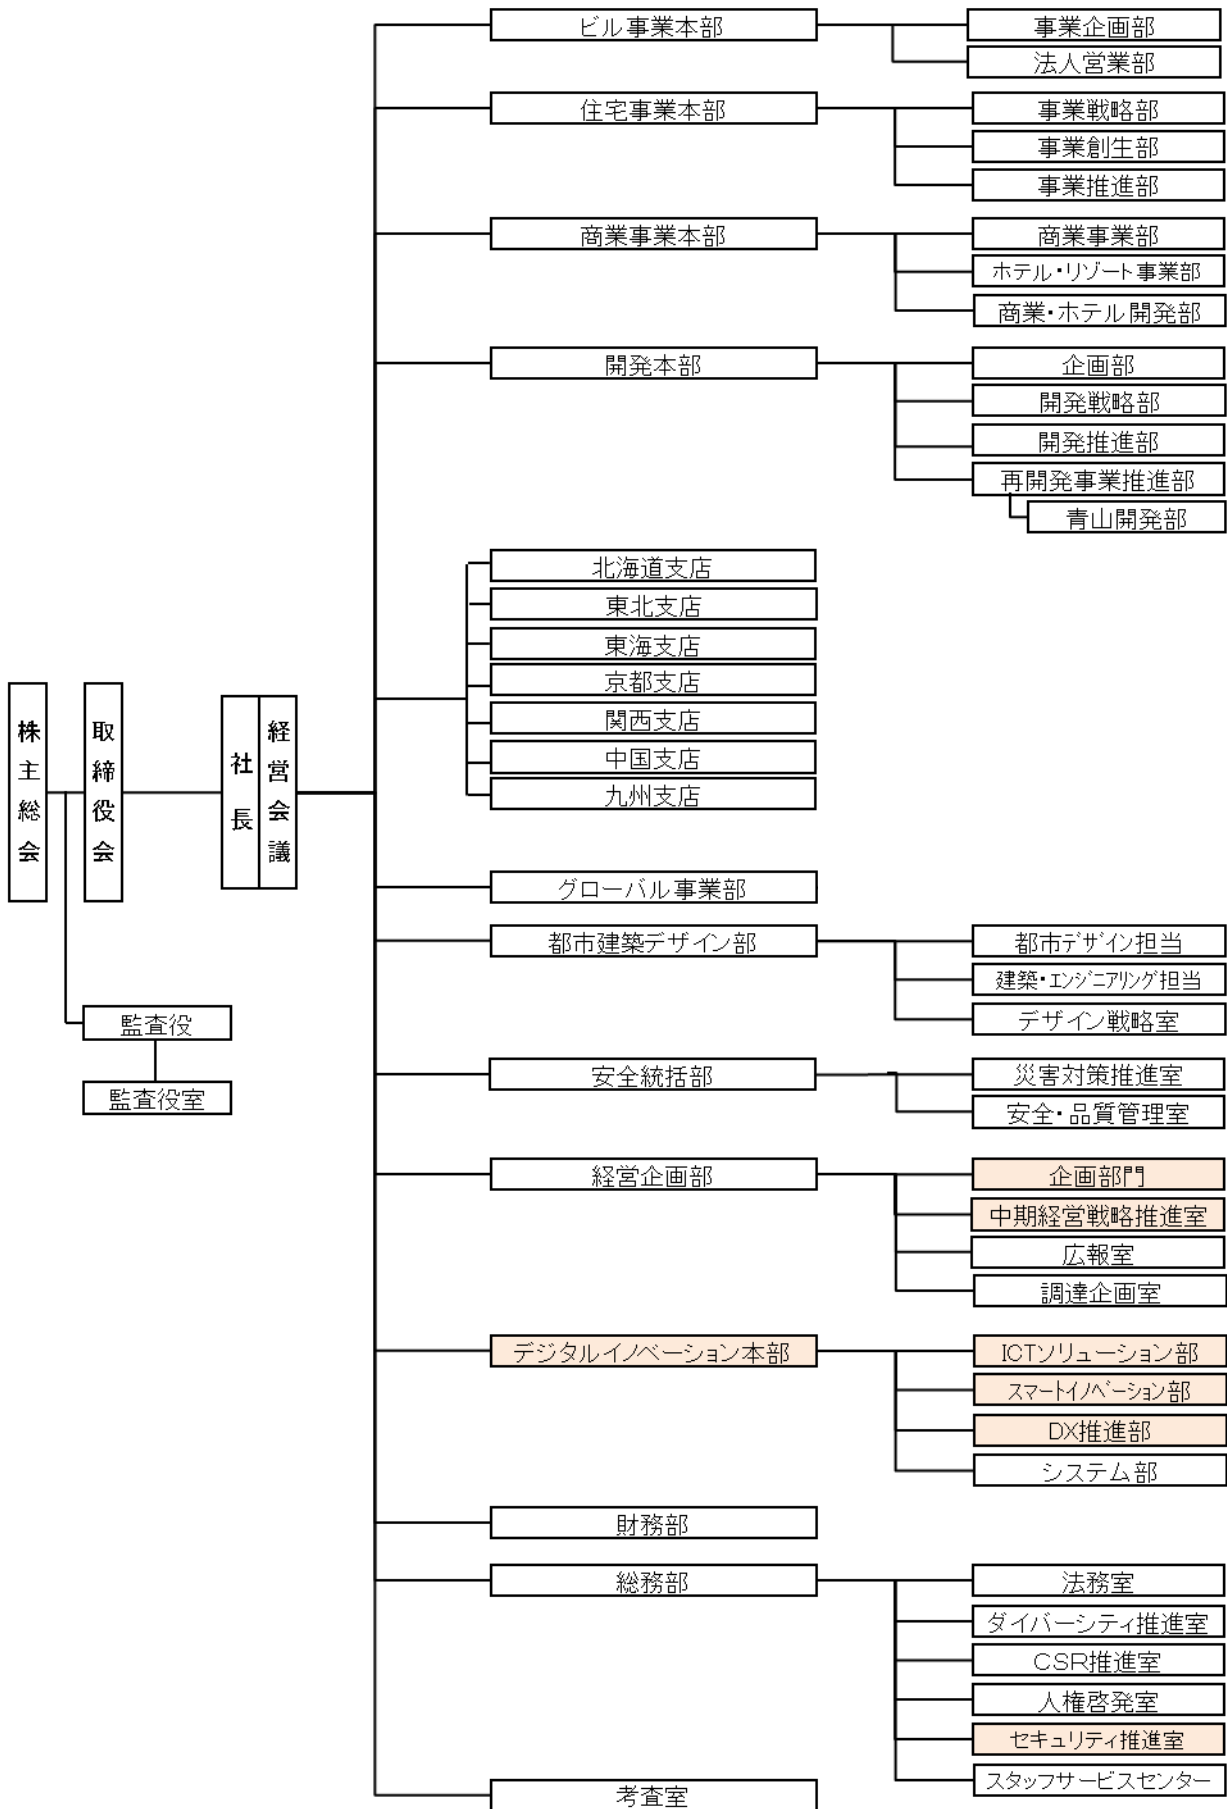 株主総会
取締役会
社長
経営会議
監査役
監査役室
ビル事業本部
事業企画部
法人営業部
住宅事業本部
事業戦略部
事業創生部
事業推進部
商業事業本部
商業事業部
ホテル・リゾート事業部
商業・ホテル開発部
開発本部
企画部
開発戦略部
開発推進部
再開発事業推進部
青山開発部
北海道支店
東北支店
東海支店
京都支店
関西支店
中国支店
九州支店
グローバル事業部
都市建築デザイン部
都市デザイン担当
建築・エンジニアリング担当
デザイン戦略室
安全統括部
災害対策推進室
安全・品質管理室
経営企画部
企画部門
中期経営戦略推進室
広報室
調達企画室
デジタルイノベーション本部
ICTソリューション部
スマートイノベーション部
DX推進部
システム部
財務部
総務部
法務室
ダイバーシティ推進室
CSR推進室
人権啓発室
セキュリティ推進室
スタッフサービスセンター
考査室